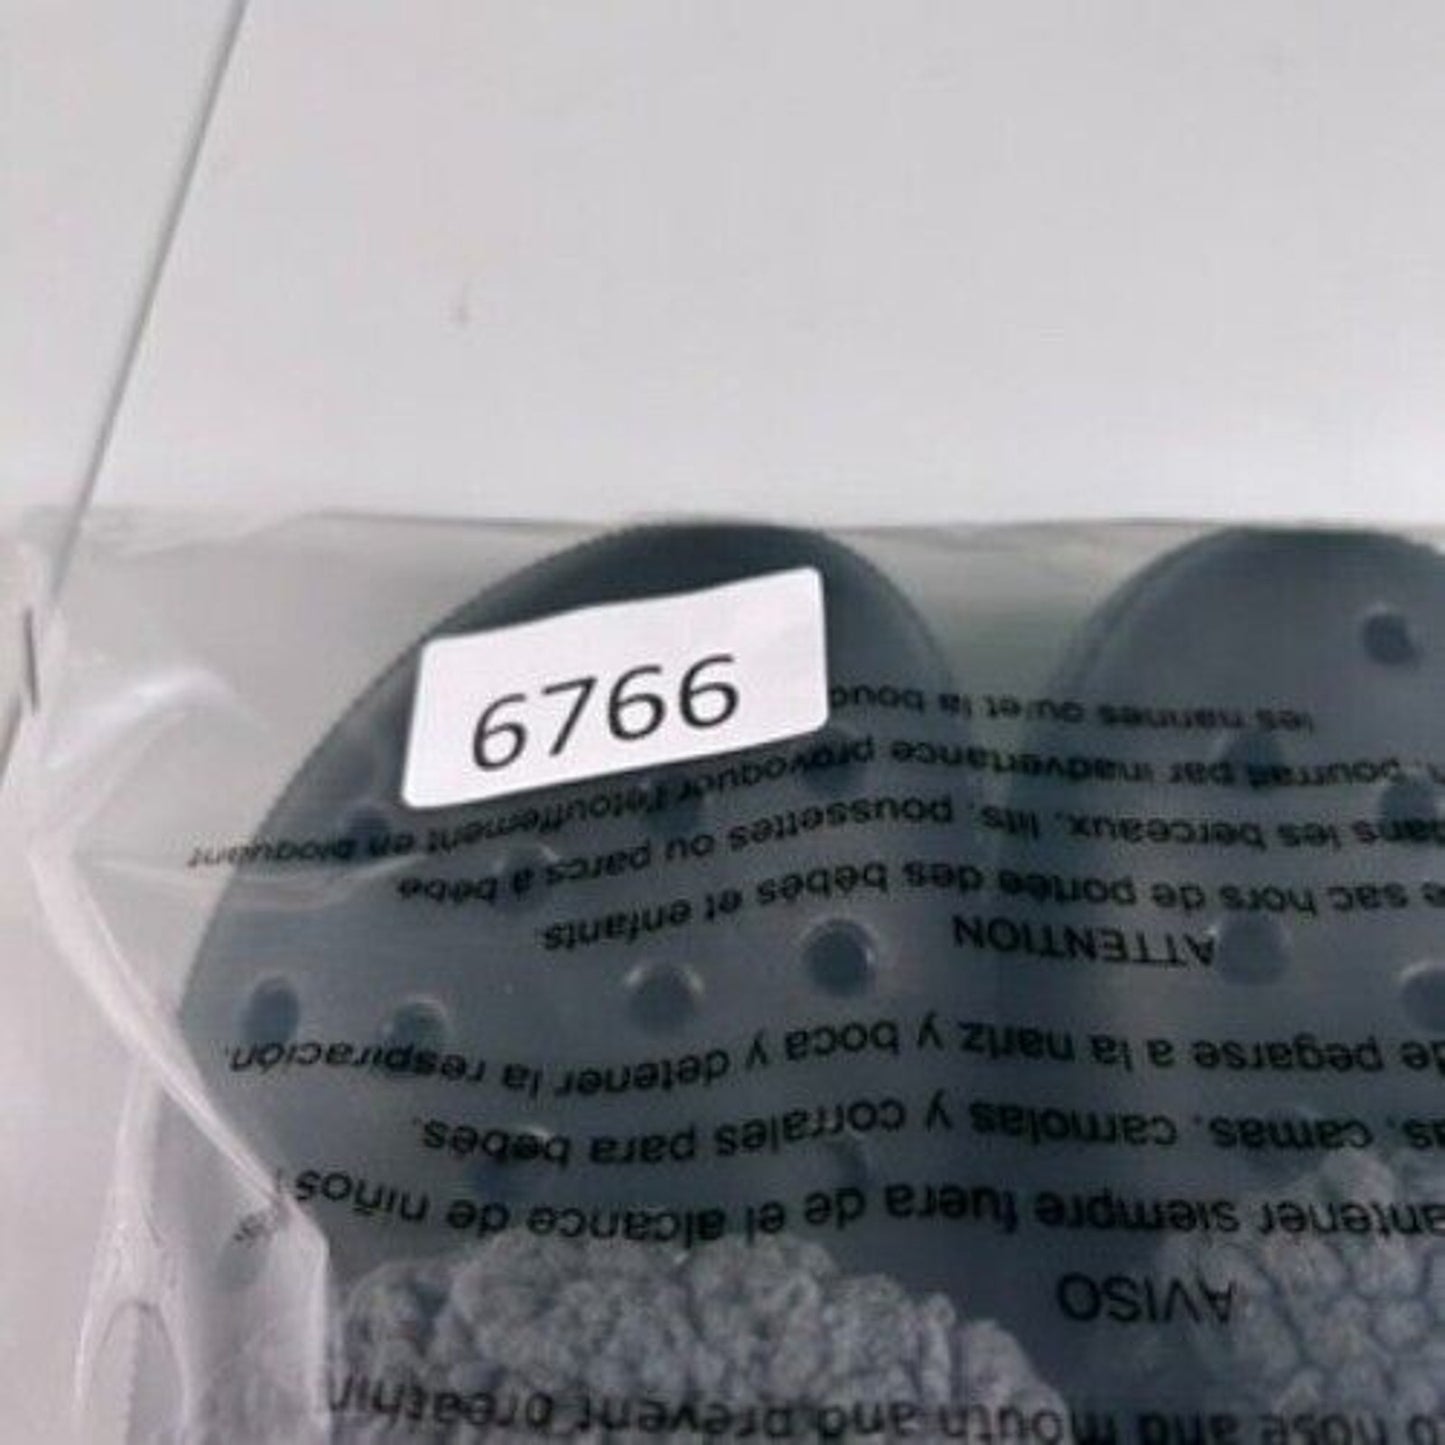 6766
nose and mouth and prevent
AVISO
siempre fuera de el alcance de niños
camas, camolas y corrales para bebés.
de pegarse a la nariz y boca y detener la respiración.
ATTENTION
sac hors de portée des bébés et enfants.
les berceaux, lits, poussettes ou parcs à bébé
pourrait par inadvertance provoquer l'étouffement en bloquant
les narines ou/et la